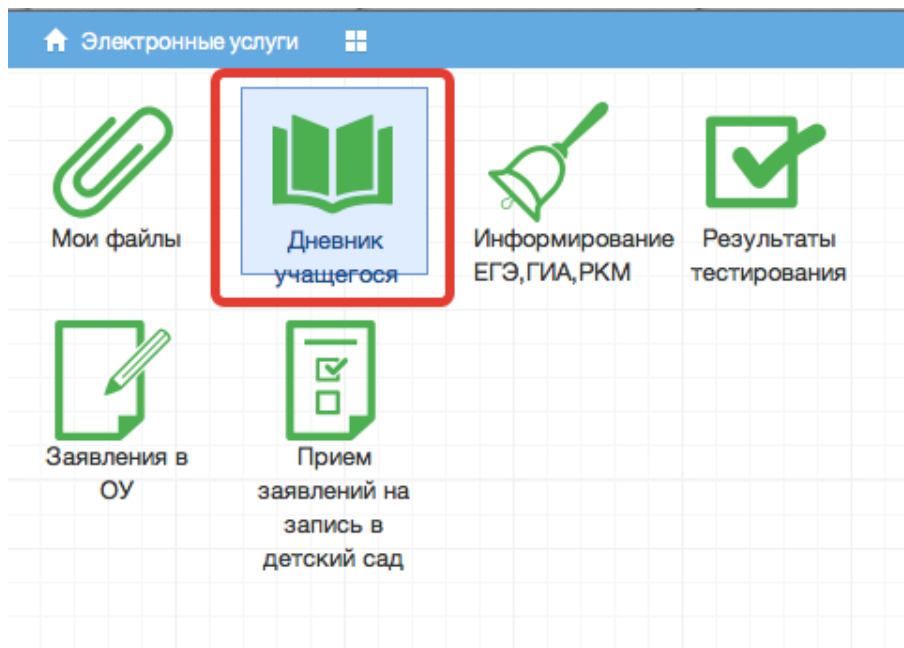 Электронные услуги
Мои файлы
Дневник
учащегося
Информирование
ЕГЭ,ГИА,РКМ
Результаты
тестирования
Заявления в
ОУ
Прием
заявлений на
запись в
детский сад